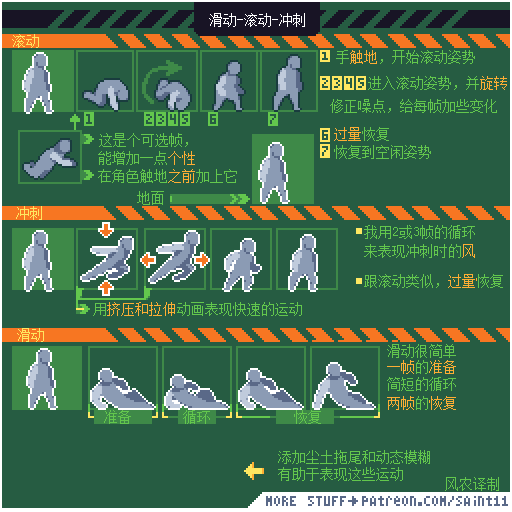 滑动-滚动-冲刺
滚动
1 手触地，开始滚动姿势
2345进入滚动姿势，并旋转
修正噪点，给每帧加些变化
1
2345
6
7
这是个可选帧，
能增加一点个性
在角色触地之前加上它
6 过量恢复
7 恢复到空闲姿势
地面
冲刺
我用2或3帧的循环
来表现冲刺时的风
跟滚动类似，过量恢复
用挤压和拉伸动画表现快速的运动
滑动
滑动很简单
一帧的准备
简短的循环
两帧的恢复
准备
循环
恢复
添加尘土拖尾和动态模糊
有助于表现这些运动
风农译制
MORE STUFF→PATREON.COM/SAINT11